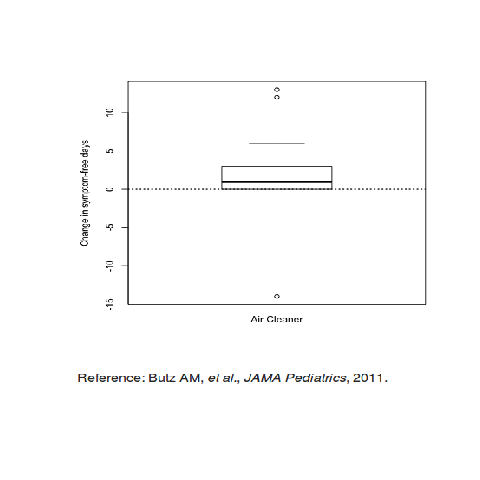 Change in symptom-free days
10
5
0
-5
-10
-15
Air Cleaner
Reference: Butz AM, et al., JAMA Pediatrics, 2011.